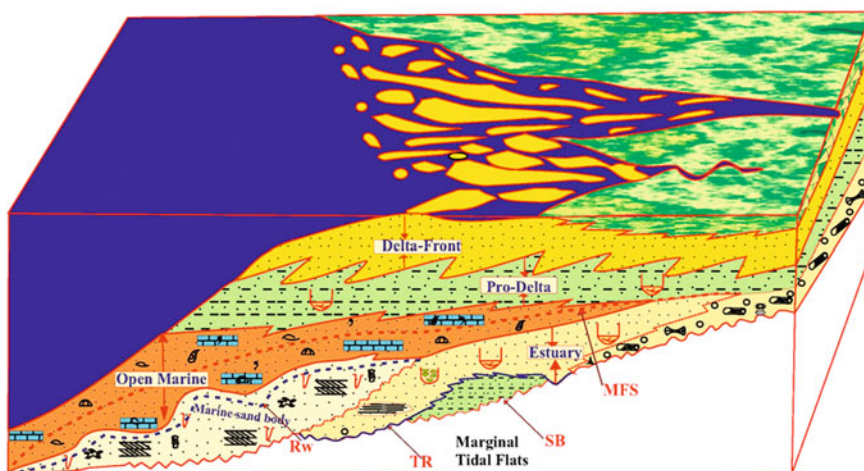 Delta-Front
Pro-Delta
Open Marine
Estuary
MFS
Marine sand body
Rw
TR
Marginal
Tidal Flats
SB